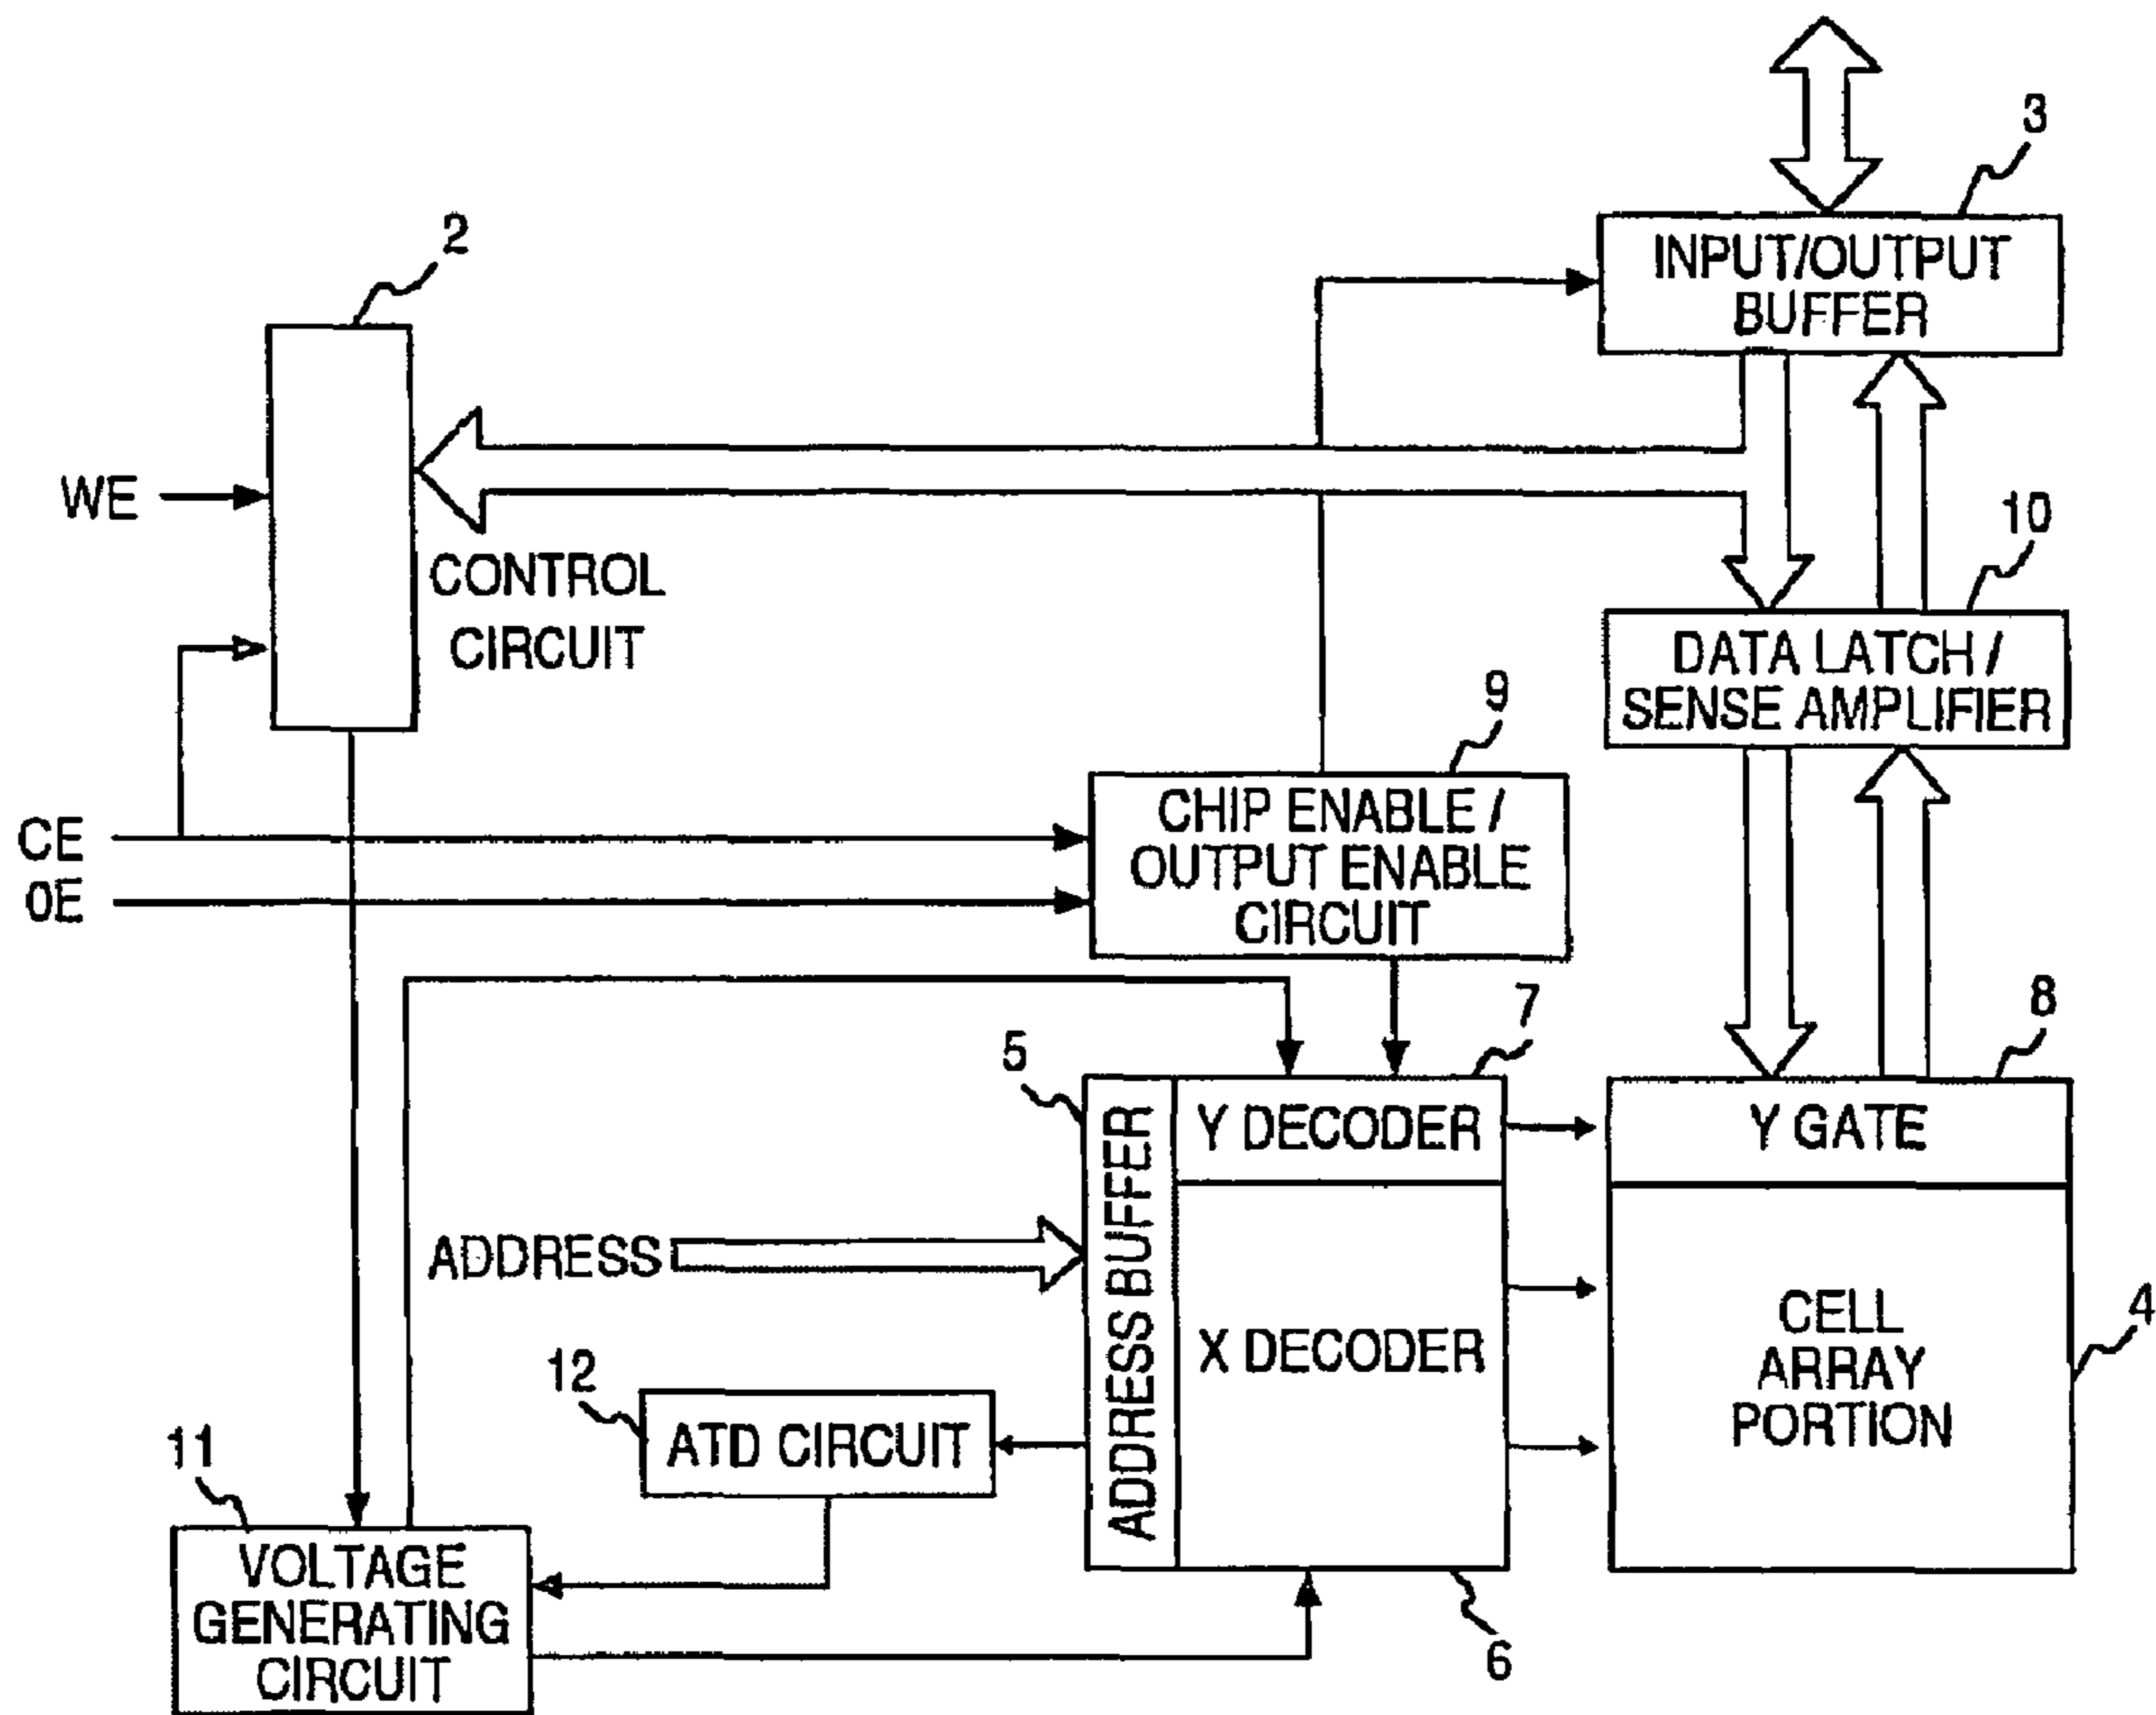 3
INPUT/OUTPUT
BUFFER
2
WE
CONTROL
CIRCUIT
10
DATA LATCH /
SENSE AMPLIFIER
9
CHIP ENABLE /
OUTPUT ENABLE
CIRCUIT
CE
OE
5
7
8
ADDRESS BUFFER
Y DECODER
Y GATE
ADDRESS
X DECODER
CELL
ARRAY
PORTION
4
12
ATD CIRCUIT
11
VOLTAGE
GENERATING
CIRCUIT
6